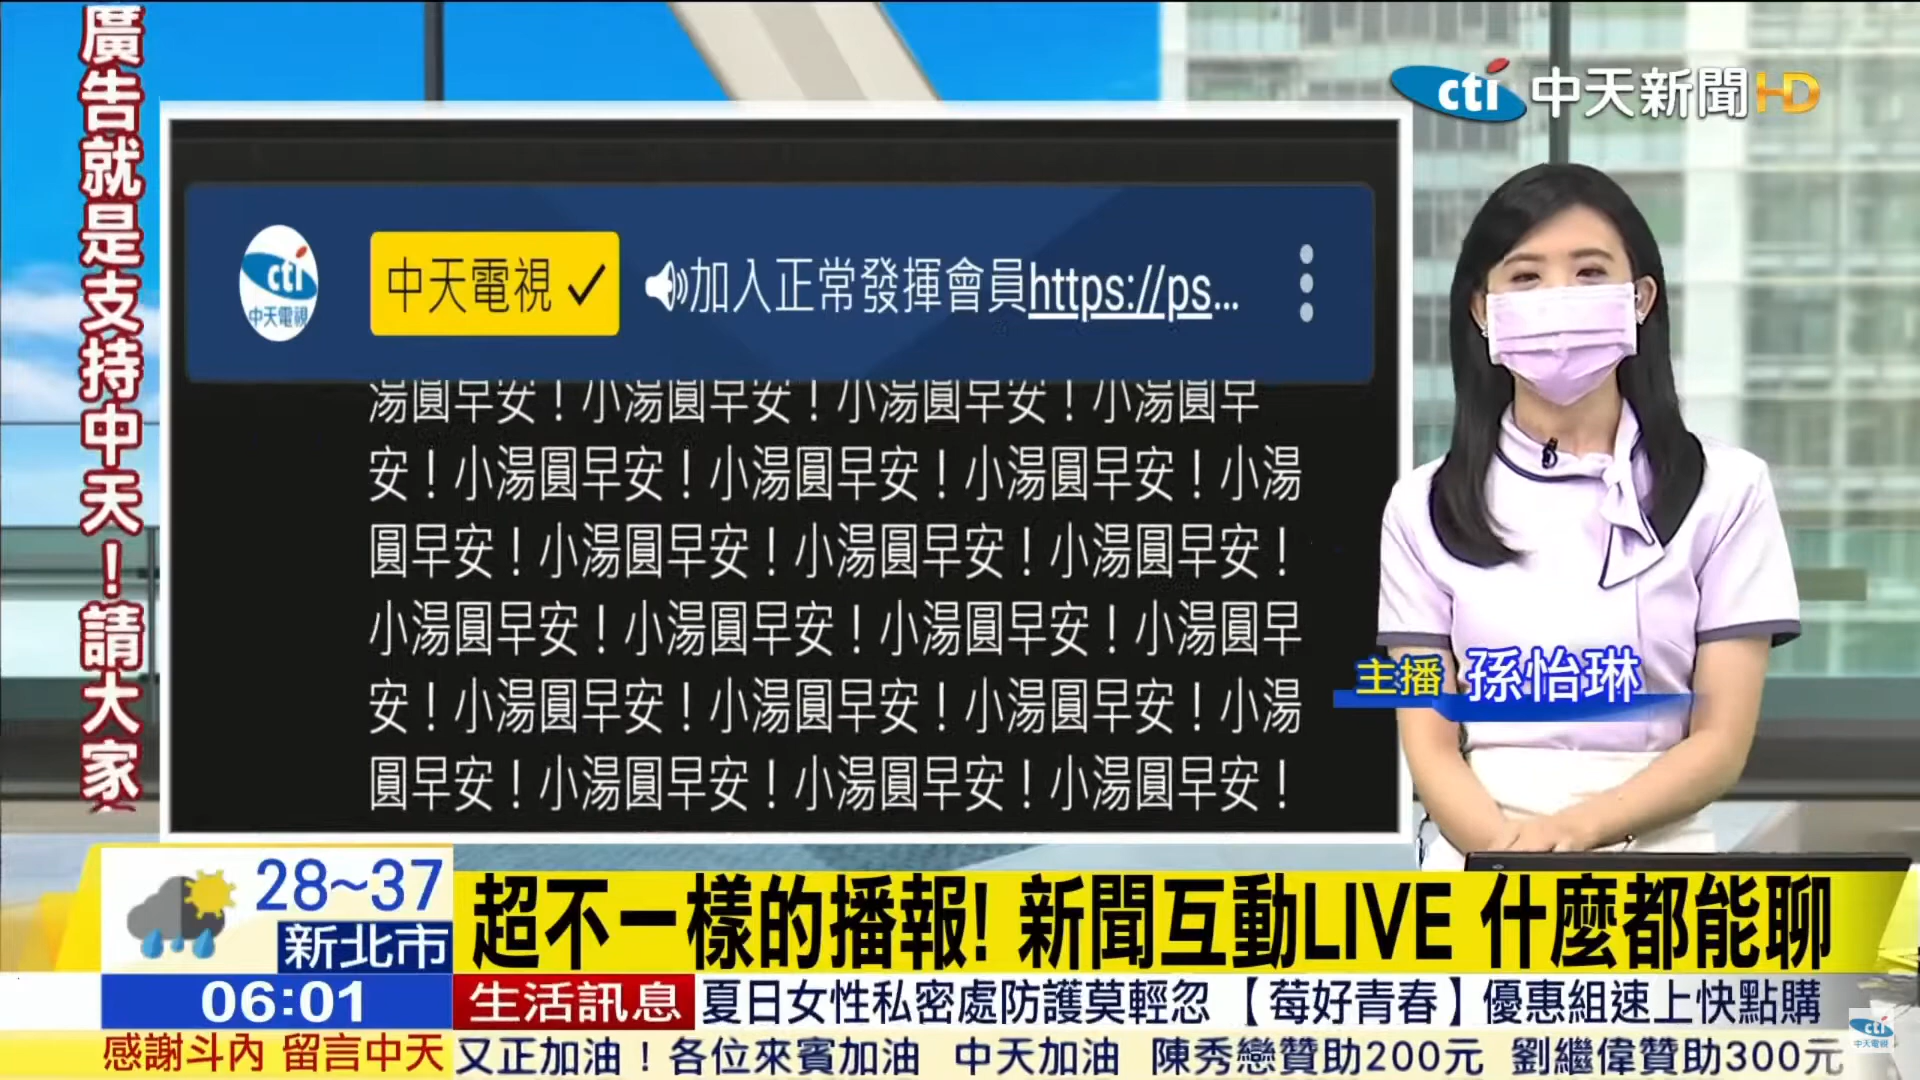 廣告就是支持中天！請大家
cti 中天新聞HD
cti 中天電視
中天電視 ✓
加入正常發揮會員https://ps...
湯圓早安！小湯圓早安！小湯圓早安！小湯圓早
安！小湯圓早安！小湯圓早安！小湯圓早安！小湯
圓早安！小湯圓早安！小湯圓早安！小湯圓早安！
小湯圓早安！小湯圓早安！小湯圓早安！小湯圓早
安！小湯圓早安！小湯圓早安！小湯圓早安！小湯
圓早安！小湯圓早安！小湯圓早安！小湯圓早安！
主播 孫怡琳
28~37
新北市
超不一樣的播報! 新聞互動LIVE 什麼都能聊
06:01
生活訊息 夏日女性私密處防護莫輕忽 【莓好青春】優惠組速上快點購
感謝斗內 留言中天
又正加油！各位來賓加油 中天加油 陳秀戀贊助200元 劉繼偉贊助300元
cti 中天電視